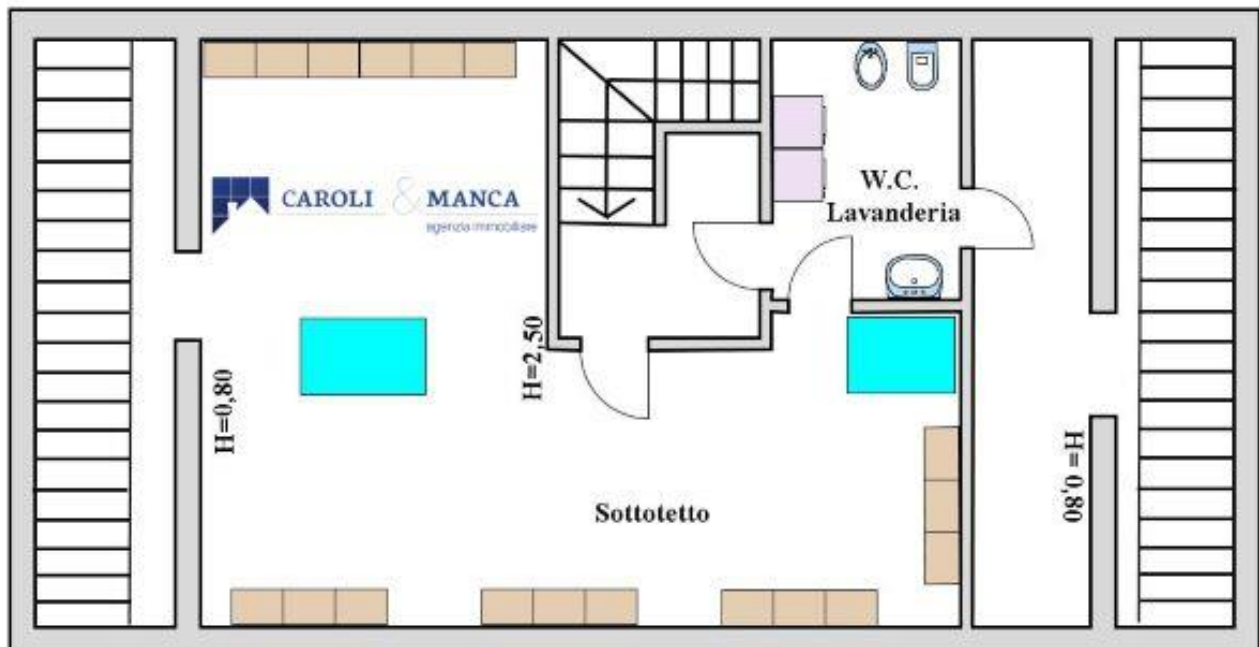 CAROLI & MANCA
agenzia immobiliare
W.C.
Lavanderia
H=2,50
H=0,80
H= 0,80
Sottotetto